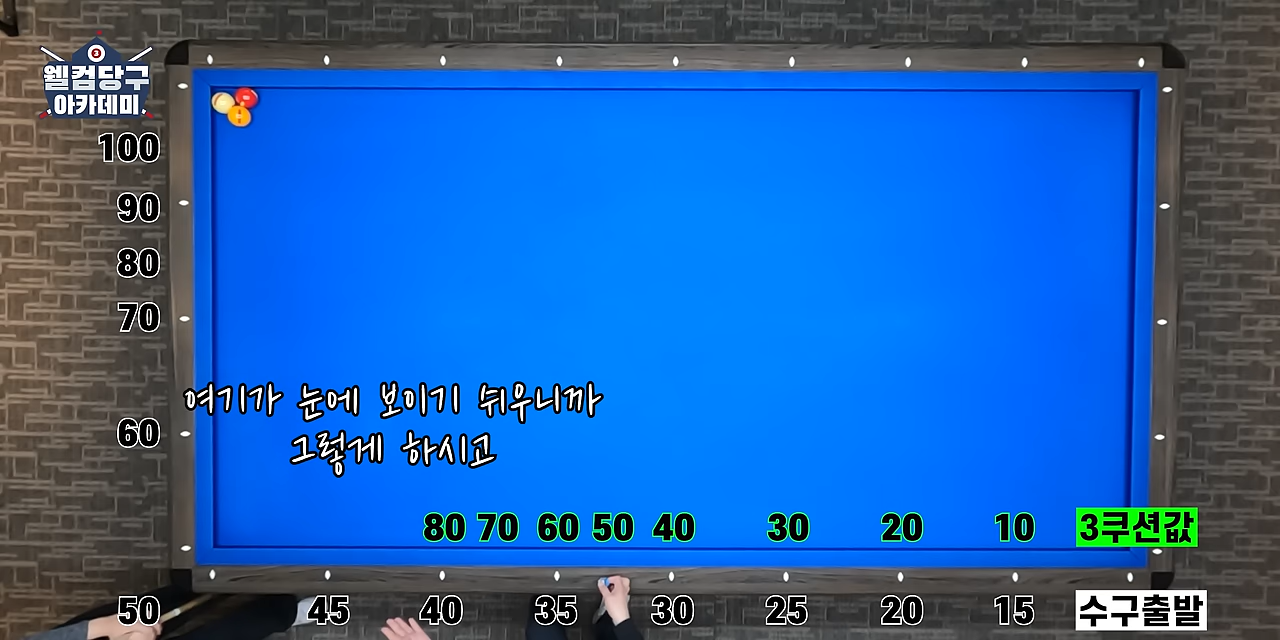 3
웰컴당구
아카데미
100
90
80
70
60
여기가 눈에 보이기 쉬우니까
그렇게 하시고
80 70 60 50 40 30 20 10 3쿠션값
50 45 40 35 30 25 20 15 수구출발